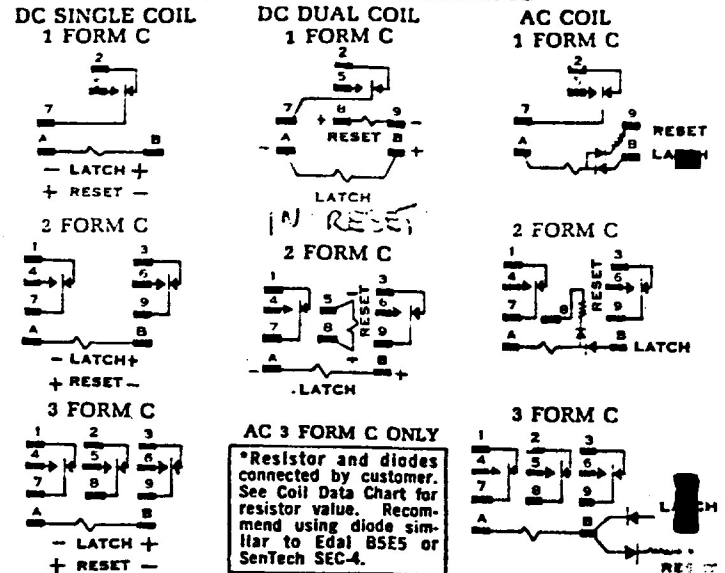 DC SINGLE COIL
1 FORM C
2
7
A B
- LATCH +
+ RESET -
2 FORM C
1 3
4 6
7 9
A B
- LATCH +
+ RESET -
3 FORM C
1 2 3
4 5 6
7 8 9
A B
- LATCH +
+ RESET -
DC DUAL COIL
1 FORM C
2
5
7 8 9
+ RESET -
A B
- +
LATCH
IN RESET
2 FORM C
1 3
4 5 6
7 8 9
- RESET +
A B
- +
.LATCH
AC 3 FORM C ONLY
*Resistor and diodes
connected by customer.
See Coil Data Chart for
resistor value. Recom-
mend using diode sim-
ilar to Edal B5E5 or
SenTech SEC-4.
AC COIL
1 FORM C
2
7 9
RESET
A B
2 FORM C
1 3
4 6
7 8 9
RESET
A B LATCH
3 FORM C
1 2 3
4 5 6
7 8 9
A B